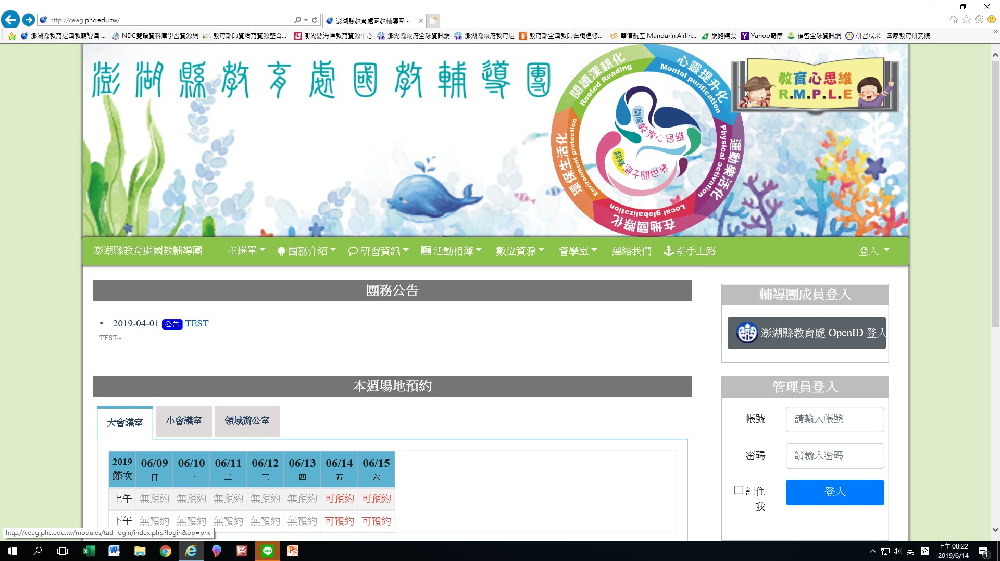 http://ceag.phc.edu.tw/
澎湖縣教育處國教輔導團 - ...
澎湖縣教育處國教輔導團 ...
NDC雙語資料庫學習資源網
教育部師資培育資源整合...
澎湖縣海洋教育資源中心
澎湖縣政府全球資訊網
澎湖縣政府教育處
教育部全國教師在職進修...
華信航空 Mandarin Airlin...
網路購票
Yahoo奇摩
福智全球資訊網
研習成果 - 國家教育研究院
澎湖縣教育處國教輔導團
閱讀深耕化
Rooted Reading
心靈提升化
Mental purification
運動樂活化
Physical activation
在地國際化
Local globalization
環保生活化
Environment protection
開展教育心思維
翻轉海子闖世界
教育心思維
R.M.P.L.E
澎湖縣教育處國教輔導團 主選單 團務介紹 研習資訊 活動相簿 數位資源 督學室 連絡我們 新手上路 登入
團務公告
• 2019-04-01 公告 TEST
TEST~
本週場地預約
大會議室 小會議室 領域辦公室
2019 06/09 06/10 06/11 06/12 06/13 06/14 06/15
節次 日 一 二 三 四 五 六
上午 無預約 無預約 無預約 無預約 無預約 可預約 可預約
下午 無預約 無預約 無預約 無預約 無預約 可預約 可預約
輔導團成員登入
澎湖縣教育處 OpenID 登入
管理員登入
帳號 請輸入帳號
密碼 請輸入密碼
記住
我
登入
http://ceag.phc.edu.tw/modules/tad_login/index.php?login&op=phc
英
上午 08:22
2019/6/14
1